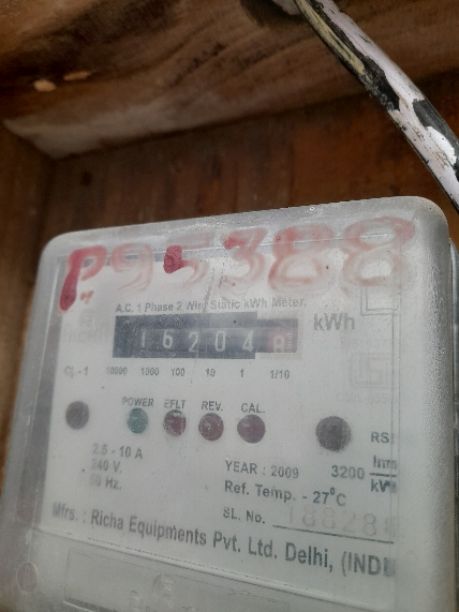 P95388
A.C. 1 Phase 2 Wire Static kWh Meter.
162048 kWh
CL-1 10000 1000 100 10 1 1/10
POWER EFLT REV. CAL.
2.5 - 10 A
240 V.
50 Hz.
YEAR : 2009 3200
Ref. Temp. - 27°C
SL. No.
Mfrs. : Richa Equipments Pvt. Ltd. Delhi, (INDI